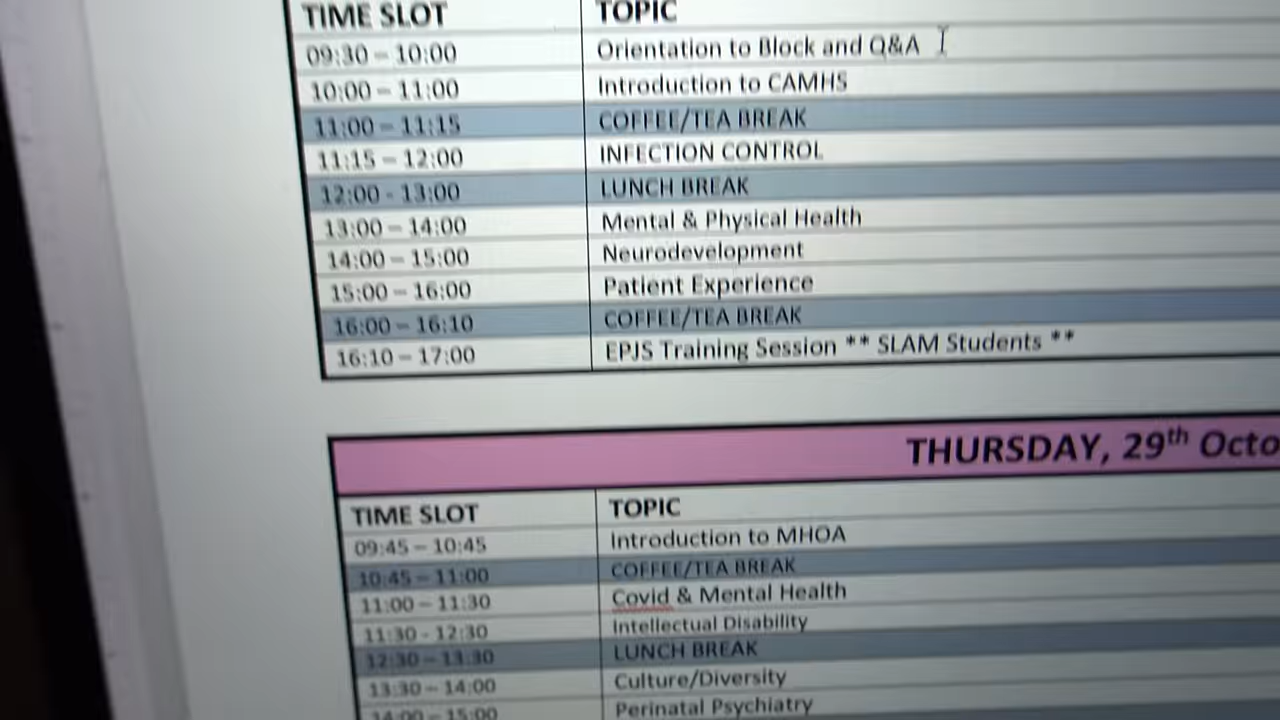 TIME SLOT TOPIC
09:30 – 10:00 Orientation to Block and Q&A
10:00 – 11:00 Introduction to CAMHS
11:00 – 11:15 COFFEE/TEA BREAK
11:15 – 12:00 INFECTION CONTROL
12:00 - 13:00 LUNCH BREAK
13:00 – 14:00 Mental & Physical Health
14:00 – 15:00 Neurodevelopment
15:00 – 16:00 Patient Experience
16:00 – 16:10 COFFEE/TEA BREAK
16:10 – 17:00 EPJS Training Session ** SLAM Students **
THURSDAY, 29th Octo
TIME SLOT TOPIC
09:45 – 10:45 Introduction to MHOA
10:45 – 11:00 COFFEE/TEA BREAK
11:00 – 11:30 Covid & Mental Health
11:30 - 12:30 Intellectual Disability
12:30 – 13:30 LUNCH BREAK
13:30 – 14:00 Culture/Diversity
14:00 – 15:00 Perinatal Psychiatry